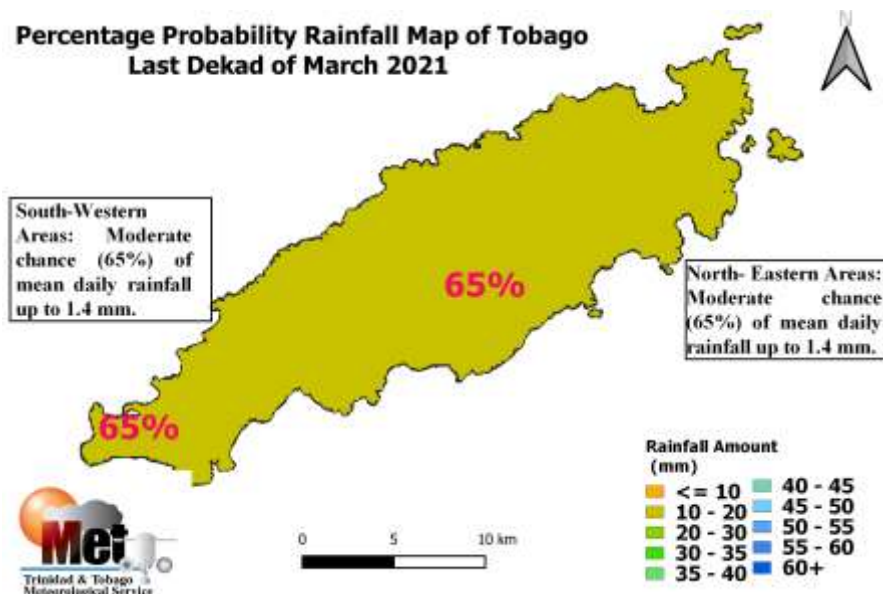 Percentage Probability Rainfall Map of Tobago
Last Dekad of March 2021
N
South-Western
Areas: Moderate
chance (65%) of
mean daily rainfall
up to 1.4 mm.
65%
North- Eastern Areas:
Moderate chance
(65%) of mean daily
rainfall up to 1.4 mm.
65%
Rainfall Amount
(mm)
<= 10
10 - 20
20 - 30
30 - 35
35 - 40
40 - 45
45 - 50
50 - 55
55 - 60
60+
Met
Trinidad & Tobago
Meteorological Service
0 5 10 km